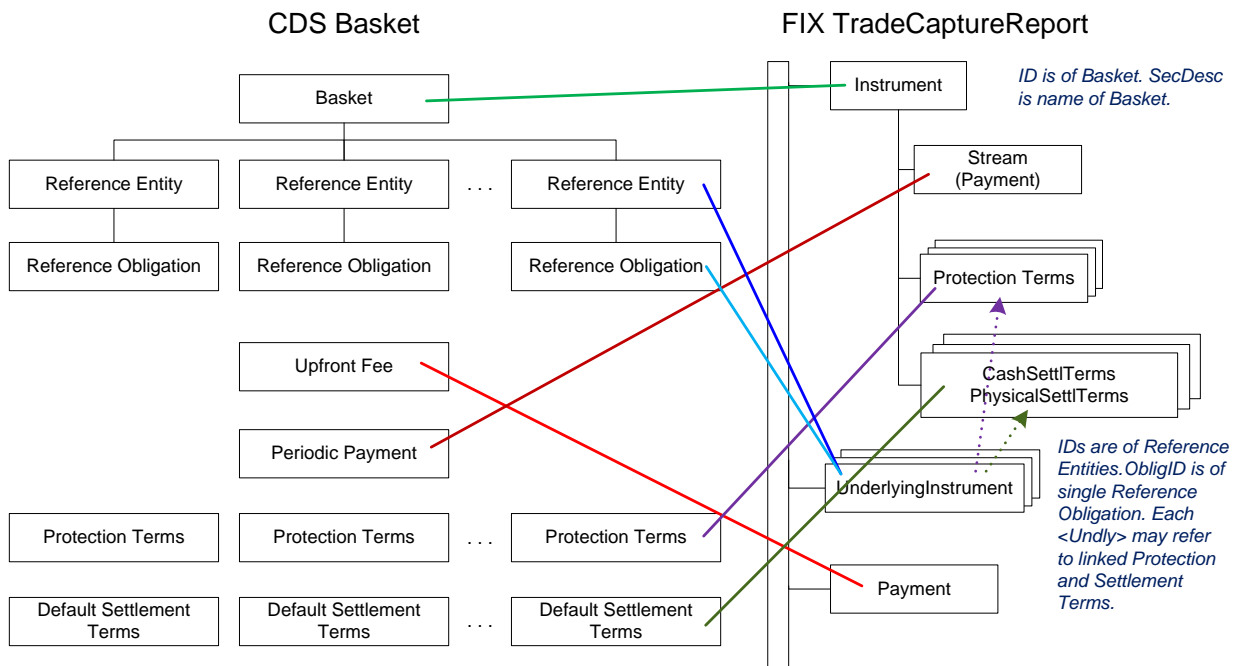 CDS Basket
FIX TradeCaptureReport
Basket
Instrument
ID is of Basket. SecDesc
is name of Basket.
Stream
(Payment)
Reference Entity
Reference Entity
. . .
Reference Entity
Reference Obligation
Reference Obligation
Reference Obligation
Protection Terms
Upfront Fee
CashSettlTerms
PhysicalSettlTerms
Periodic Payment
IDs are of Reference
Entities.ObligID is of
single Reference
Obligation. Each
<Undly> may refer
to linked Protection
and Settlement
Terms.
UnderlyingInstrument
Protection Terms
Protection Terms
. . .
Protection Terms
Payment
Default Settlement
Terms
Default Settlement
Terms
. . .
Default Settlement
Terms